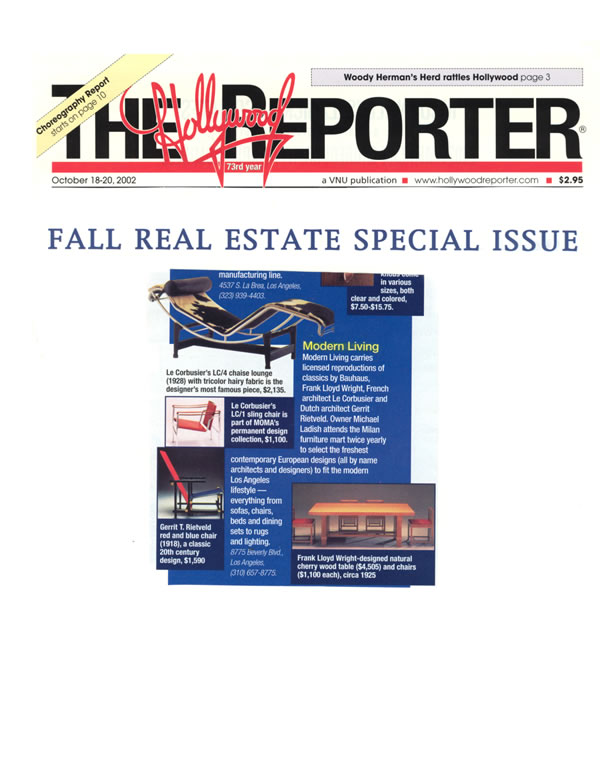 Choreography Report
starts on page 10
Woody Herman's Herd rattles Hollywood page 3
THE Hollywood REPORTER®
73rd year
October 18-20, 2002
a VNU publication ■ www.hollywoodreporter.com ■ $2.95
FALL REAL ESTATE SPECIAL ISSUE
manufacturing line.
4537 S. La Brea, Los Angeles,
(323) 939-4403.
knobs come
in various
sizes, both
clear and colored,
$7.50-$15.75.
Le Corbusier's LC/4 chaise lounge
(1928) with tricolor hairy fabric is the
designer's most famous piece, $2,135.
Le Corbusier's
LC/1 sling chair is
part of MOMA's
permanent design
collection, $1,100.
Modern Living
Modern Living carries
licensed reproductions of
classics by Bauhaus,
Frank Lloyd Wright, French
architect Le Corbusier and
Dutch architect Gerrit
Rietveld. Owner Michael
Ladish attends the Milan
furniture mart twice yearly
to select the freshest
contemporary European designs (all by name
architects and designers) to fit the modern
Los Angeles
lifestyle —
everything from
sofas, chairs,
beds and dining
sets to rugs
and lighting.
8775 Beverly Blvd.,
Los Angeles,
(310) 657-8775.
Gerrit T. Rietveld
red and blue chair
(1918), a classic
20th century
design, $1,590
Frank Lloyd Wright-designed natural
cherry wood table ($4,505) and chairs
($1,100 each), circa 1925